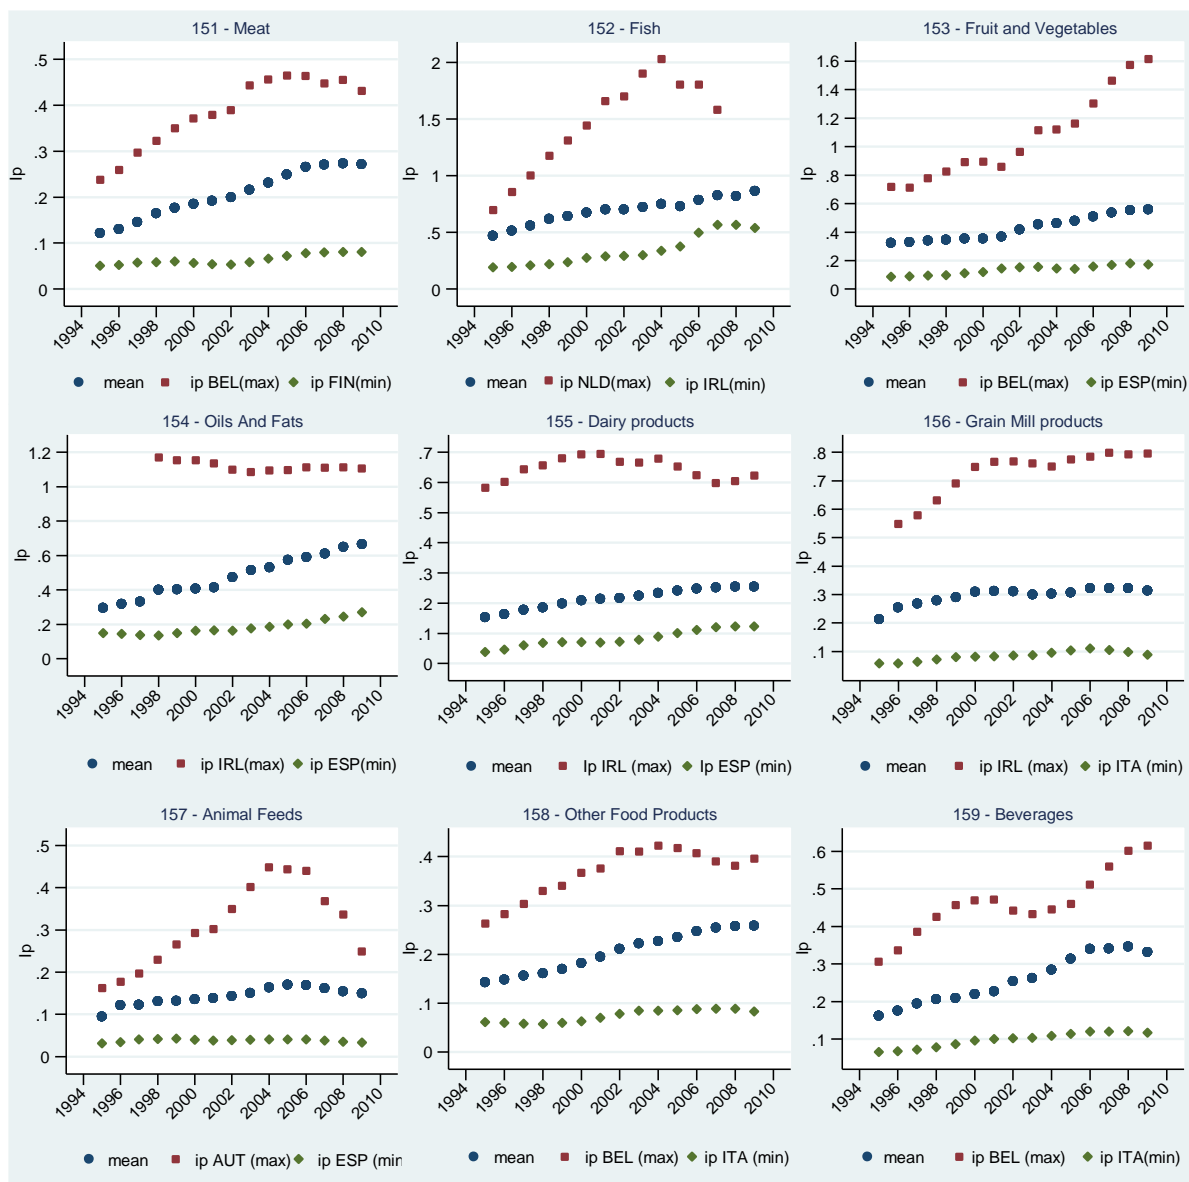 151 - Meat
.5
.4
.3
.2
.1
0
Ip
1994 1996 1998 2000 2002 2004 2006 2008 2010
mean ip BEL(max) ip FIN(min)
152 - Fish
2
1.5
1
.5
0
Ip
1994 1996 1998 2000 2002 2004 2006 2008 2010
mean ip NLD(max) ip IRL(min)
153 - Fruit and Vegetables
1.6
1.4
1.2
1
.8
.6
.4
.2
0
Ip
1994 1996 1998 2000 2002 2004 2006 2008 2010
mean ip BEL(max) ip ESP(min)
154 - Oils And Fats
1.2
1
.8
.6
.4
.2
0
Ip
1994 1996 1998 2000 2002 2004 2006 2008 2010
mean ip IRL(max) ip ESP(min)
155 - Dairy products
.7
.6
.5
.4
.3
.2
.1
0
Ip
1994 1996 1998 2000 2002 2004 2006 2008 2010
mean Ip IRL (max) Ip ESP (min)
156 - Grain Mill products
.8
.7
.6
.5
.4
.3
.2
.1
Ip
1994 1996 1998 2000 2002 2004 2006 2008 2010
mean ip IRL (max) ip ITA (min)
157 - Animal Feeds
.5
.4
.3
.2
.1
0
Ip
1994 1996 1998 2000 2002 2004 2006 2008 2010
mean ip AUT (max) ip ESP (min
158 - Other Food Products
.4
.3
.2
.1
0
Ip
1994 1996 1998 2000 2002 2004 2006 2008 2010
mean ip BEL (max) ip ITA (min)
159 - Beverages
.6
.5
.4
.3
.2
.1
Ip
1994 1996 1998 2000 2002 2004 2006 2008 2010
mean ip BEL (max) ip ITA(min)